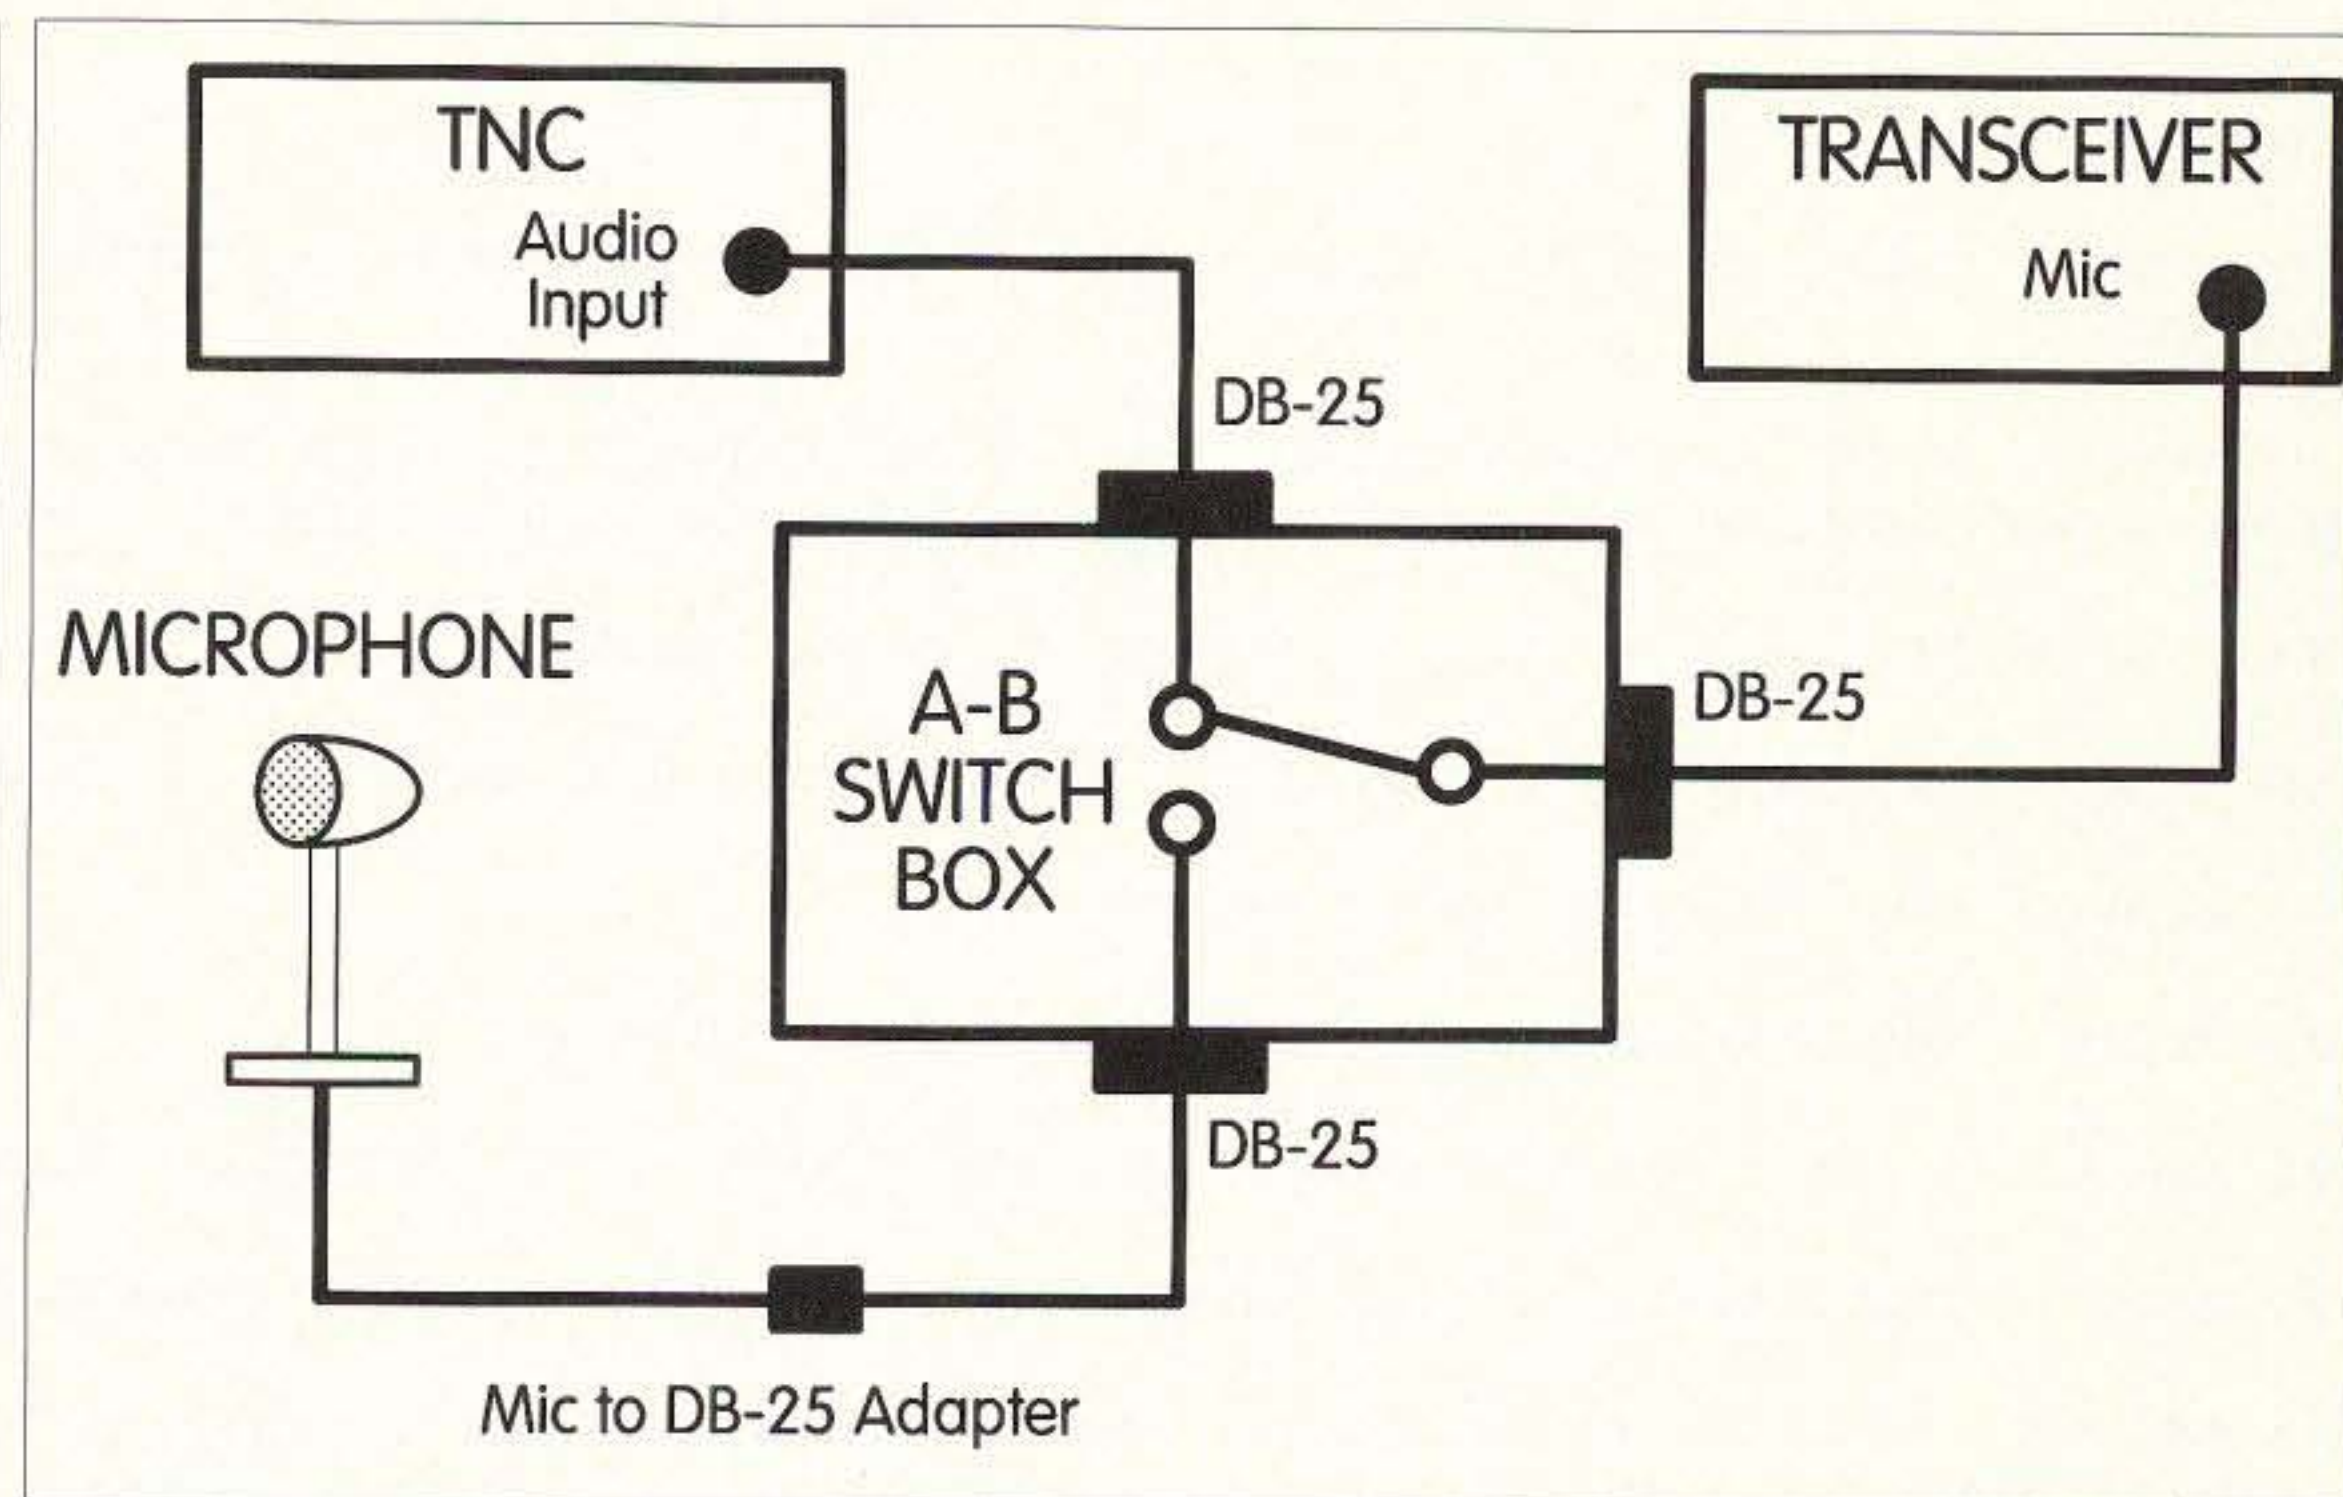 TNC
Audio
Input
TRANSCEIVER
Mic
DB-25
MICROPHONE
A-B
SWITCH
BOX
DB-25
DB-25
Mic to DB-25 Adapter